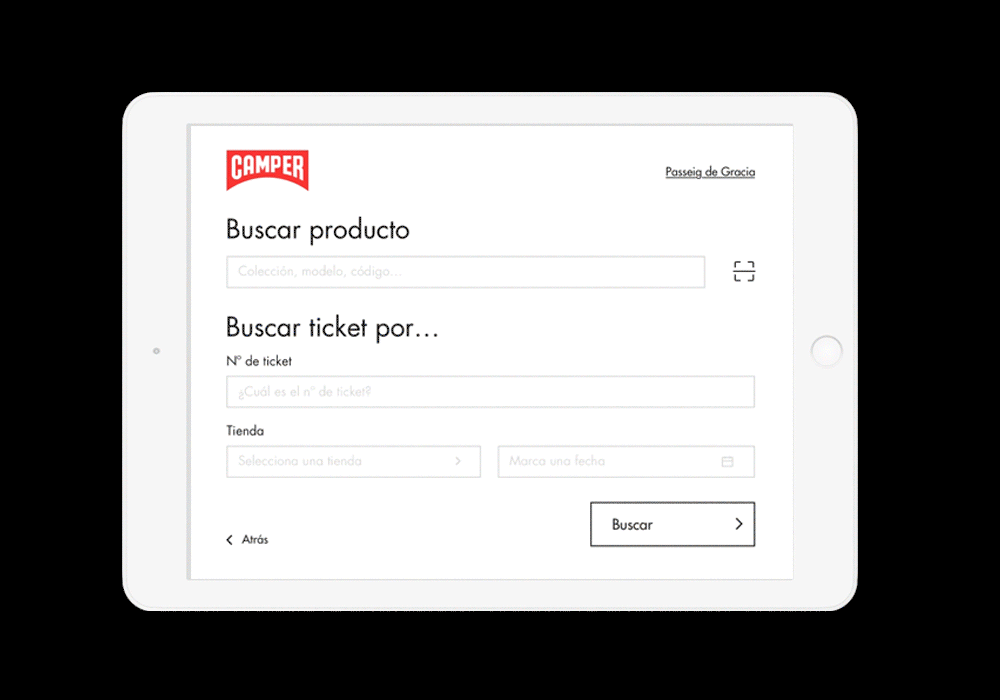 CAMPER
Passeig de Gracia
Buscar producto
Colección, modelo, código...
Buscar ticket por...
Nº de ticket
¿Cuál es el nº de ticket?
Tienda
Selecciona una tienda
Marca una fecha
Buscar
Atrás